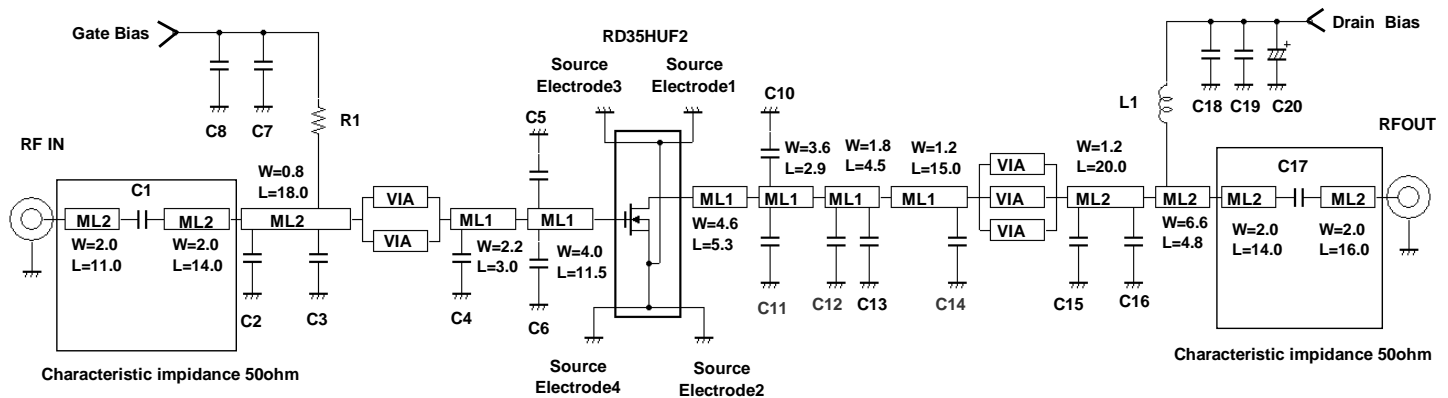 Gate Bias
RD35HUF2
Drain Bias
Source
Electrode3
Source
Electrode1
C8
C7
R1
C5
C10
L1
C18
C19
C20
RF IN
RFOUT
C1
W=0.8
L=18.0
W=3.6
L=2.9
W=1.8
L=4.5
W=1.2
L=15.0
W=1.2
L=20.0
C17
VIA
VIA
VIA
VIA
VIA
ML2
ML2
ML2
ML1
ML1
ML1
ML1
ML1
ML1
ML2
ML2
ML2
ML2
W=2.0
L=11.0
W=2.0
L=14.0
W=2.2
L=3.0
W=4.0
L=11.5
W=4.6
L=5.3
W=6.6
L=4.8
W=2.0
L=14.0
W=2.0
L=16.0
C2
C3
C4
C6
C11
C12
C13
C14
C15
C16
Source
Electrode4
Source
Electrode2
Characteristic impidance 50ohm
Characteristic impidance 50ohm
+